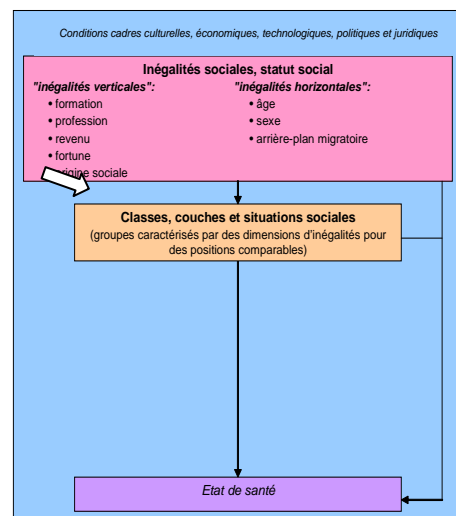 Conditions cadres culturelles, économiques, technologiques, politiques et juridiques
Inégalités sociales, statut social
"inégalités verticales":
• formation
• profession
• revenu
• fortune
origine sociale
"inégalités horizontales":
• âge
• sexe
• arrière-plan migratoire
Classes, couches et situations sociales
(groupes caractérisés par des dimensions d'inégalités pour
des positions comparables)
Etat de santé